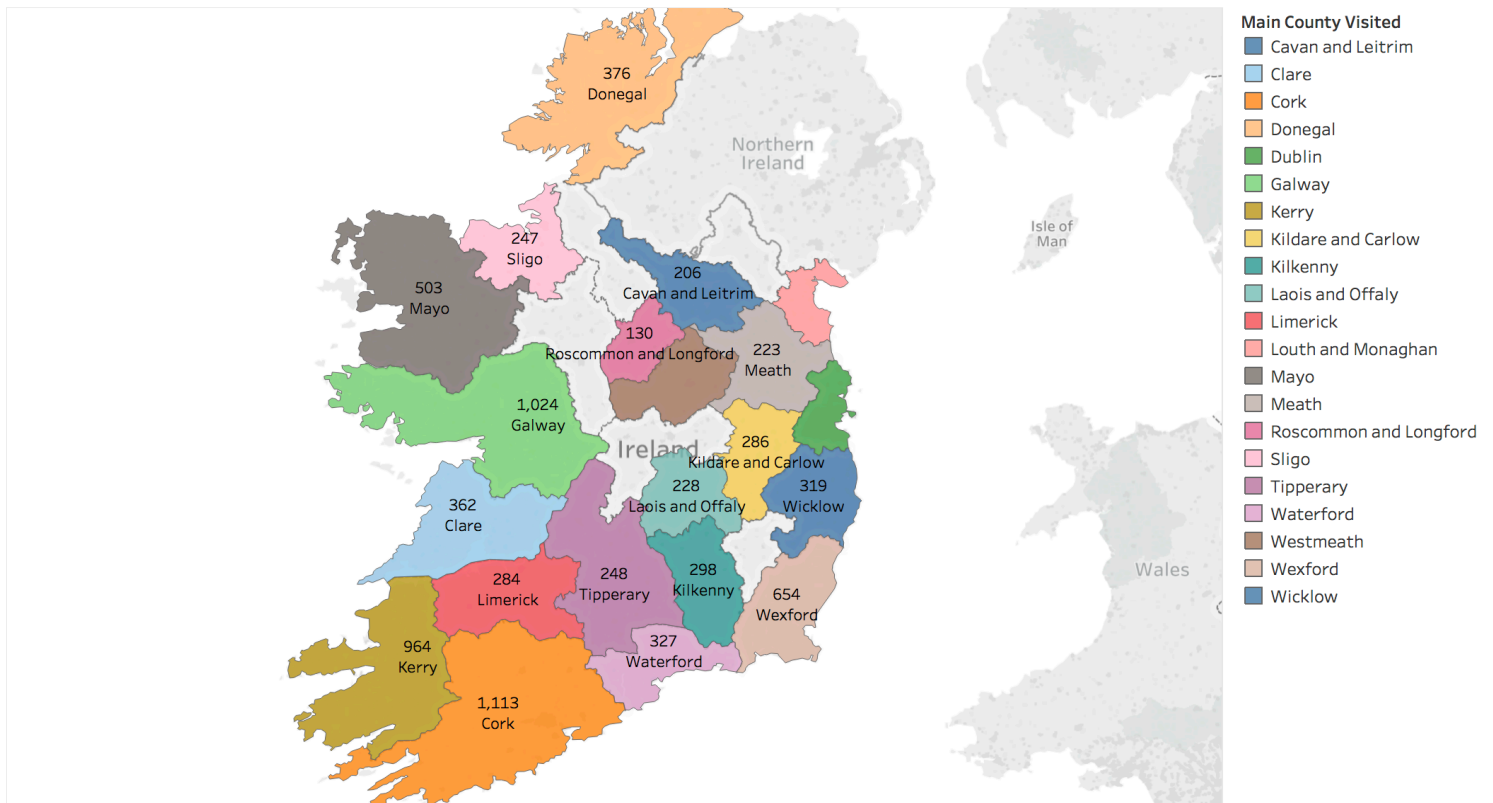 376
Donegal
Northern
Ireland
Isle of
Man
247
Sligo
206
Cavan and Leitrim
503
Mayo
130
Roscommon and Longford
223
Meath
1,024
Galway
Ireland
286
Kildare and Carlow
319
Wicklow
228
Laois and Offaly
362
Clare
284
Limerick
248
Tipperary
298
Kilkenny
654
Wexford
Wales
327
Waterford
964
Kerry
1,113
Cork
Main County Visited
Cavan and Leitrim
Clare
Cork
Donegal
Dublin
Galway
Kerry
Kildare and Carlow
Kilkenny
Laois and Offaly
Limerick
Louth and Monaghan
Mayo
Meath
Roscommon and Longford
Sligo
Tipperary
Waterford
Westmeath
Wexford
Wicklow